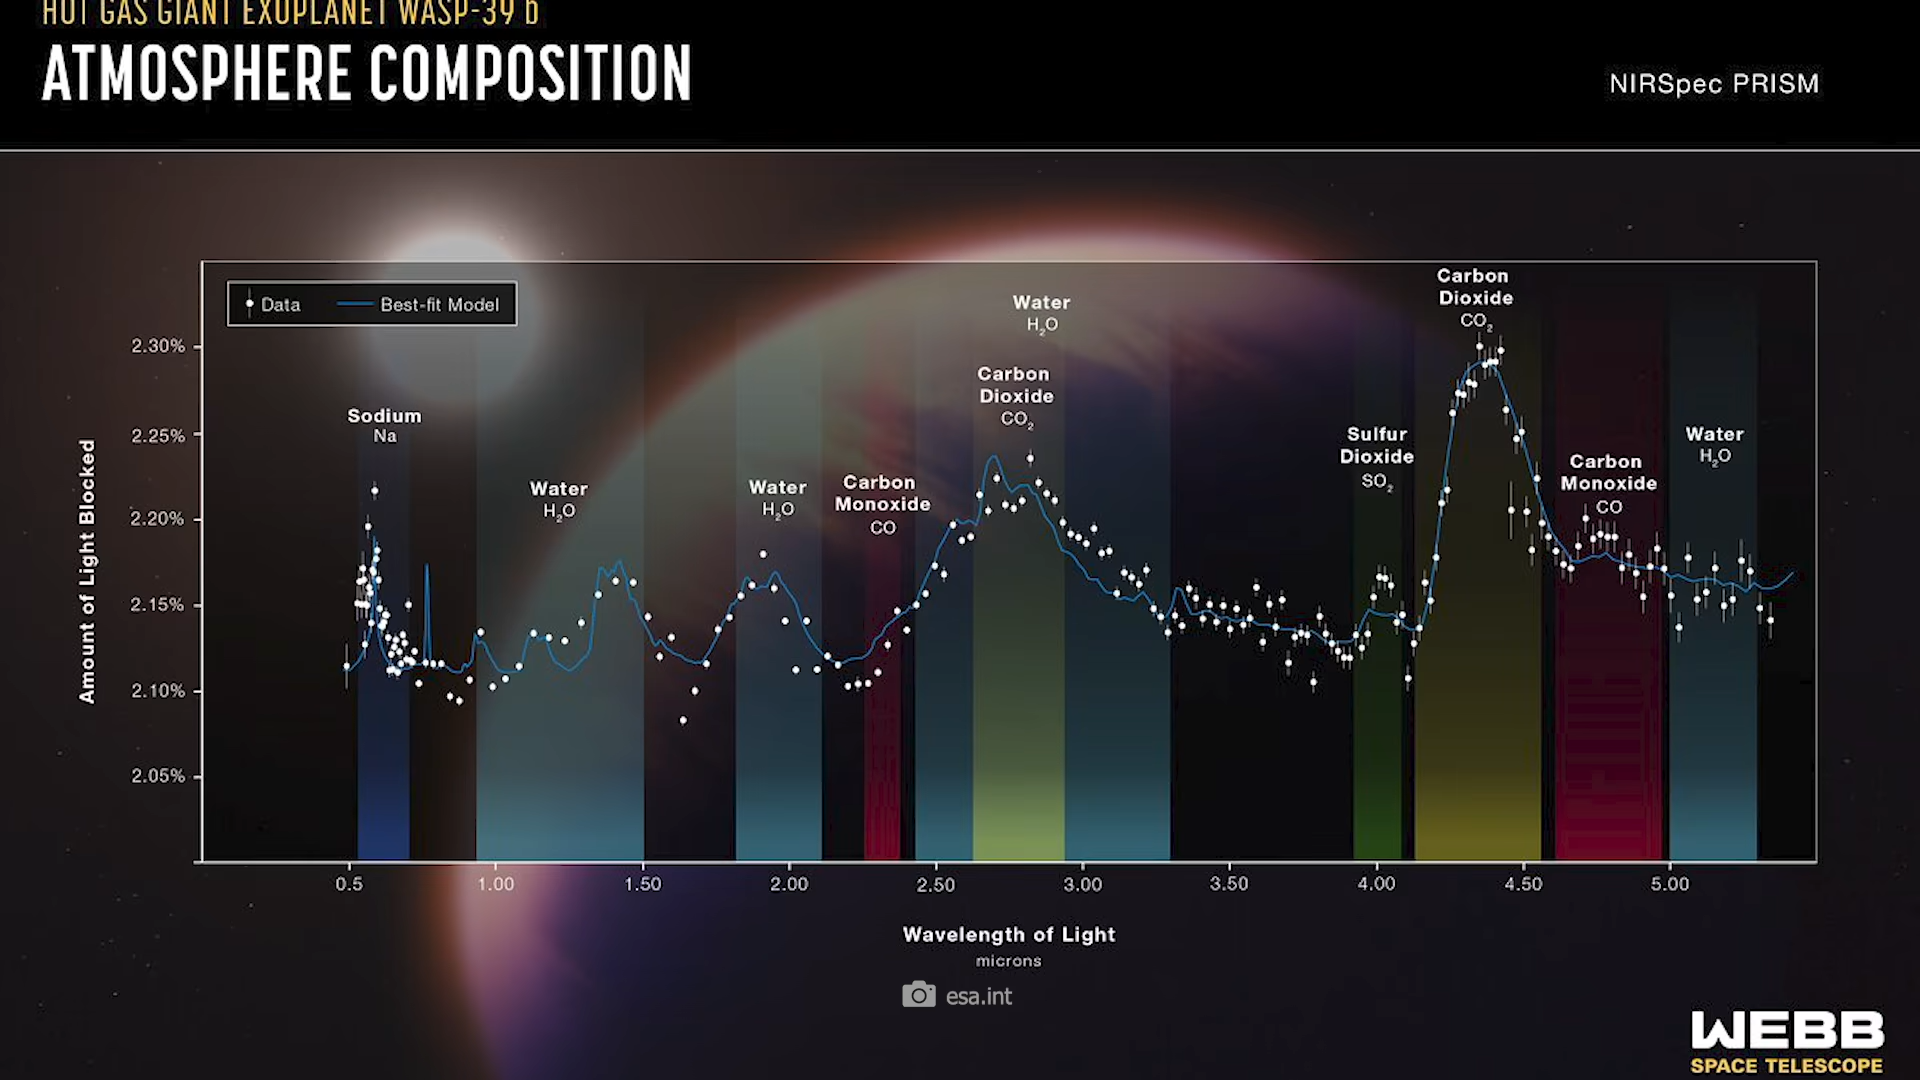 HOT GAS GIANT EXOPLANET WASP-39 b
ATMOSPHERE COMPOSITION
NIRSpec PRISM
Data
Best-fit Model
Amount of Light Blocked
2.30%
2.25%
2.20%
2.15%
2.10%
2.05%
Sodium
Na
Water
H₂O
Water
H₂O
Carbon
Monoxide
CO
Water
H₂O
Carbon
Dioxide
CO₂
Sulfur
Dioxide
SO₂
Carbon
Dioxide
CO₂
Carbon
Monoxide
CO
Water
H₂O
0.5
1.00
1.50
2.00
2.50
3.00
3.50
4.00
4.50
5.00
Wavelength of Light
microns
esa.int
WEBB
SPACE TELESCOPE